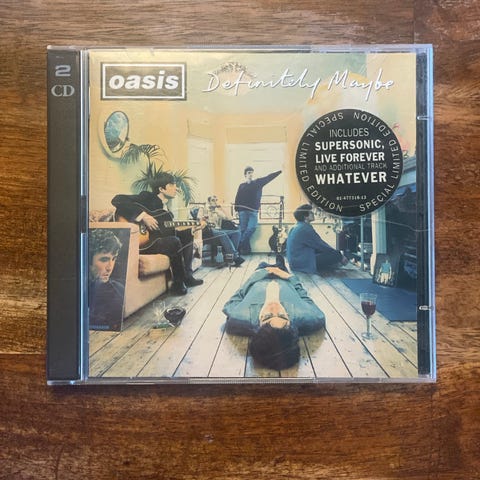 2
CD
oasis
Definitely Maybe
SPECIAL LIMITED EDITION SPECIAL LIMITED EDITION
INCLUDES
SUPERSONIC,
LIVE FOREVER
AND ADDITIONAL TRACK
WHATEVER